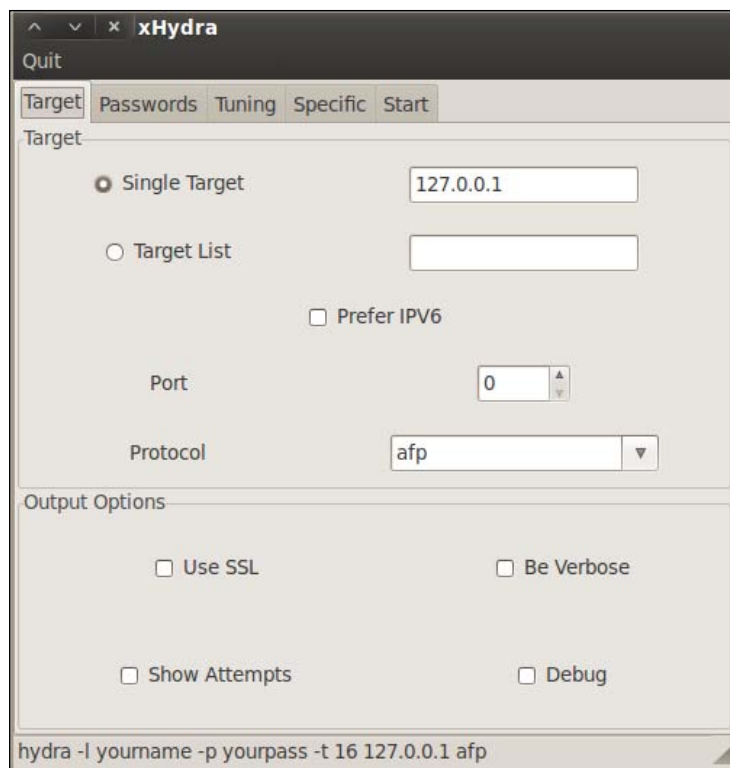 xHydra
Quit
Target Passwords Tuning Specific Start
Target
Single Target 127.0.0.1
Target List
Prefer IPV6
Port 0
Protocol afp
Output Options
Use SSL Be Verbose
Show Attempts Debug
hydra -l yourname -p yourpass -t 16 127.0.0.1 afp